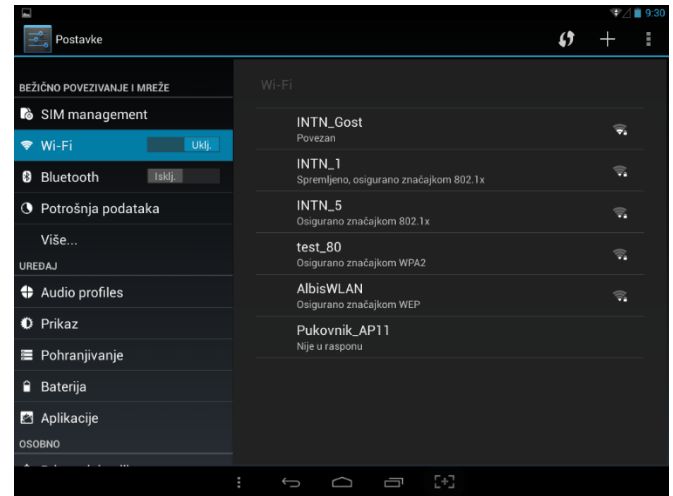 9:30
Postavke
BEŽIČNO POVEZIVANJE I MREŽE
SIM management
Wi-Fi
Uklj.
Bluetooth
Isklj.
Potrošnja podataka
Više...
UREĐAJ
Audio profiles
Prikaz
Pohranjivanje
Baterija
Aplikacije
OSOBNO
Wi-Fi
INTN_Gost
Povezan
INTN_1
Spremljeno, osigurano značajkom 802.1x
INTN_5
Osigurano značajkom 802.1x
test_80
Osigurano značajkom WPA2
AlbisWLAN
Osigurano značajkom WEP
Pukovnik_AP11
Nije u rasponu